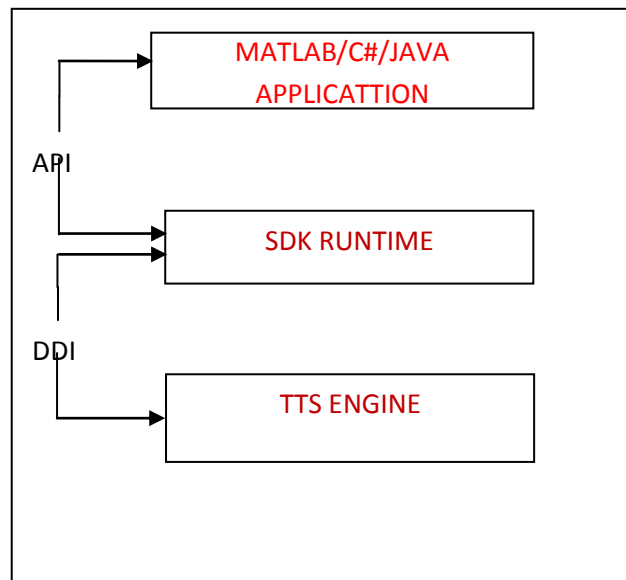 MATLAB/C#/JAVA
APPLICATTION
API
SDK RUNTIME
DDI
TTS ENGINE